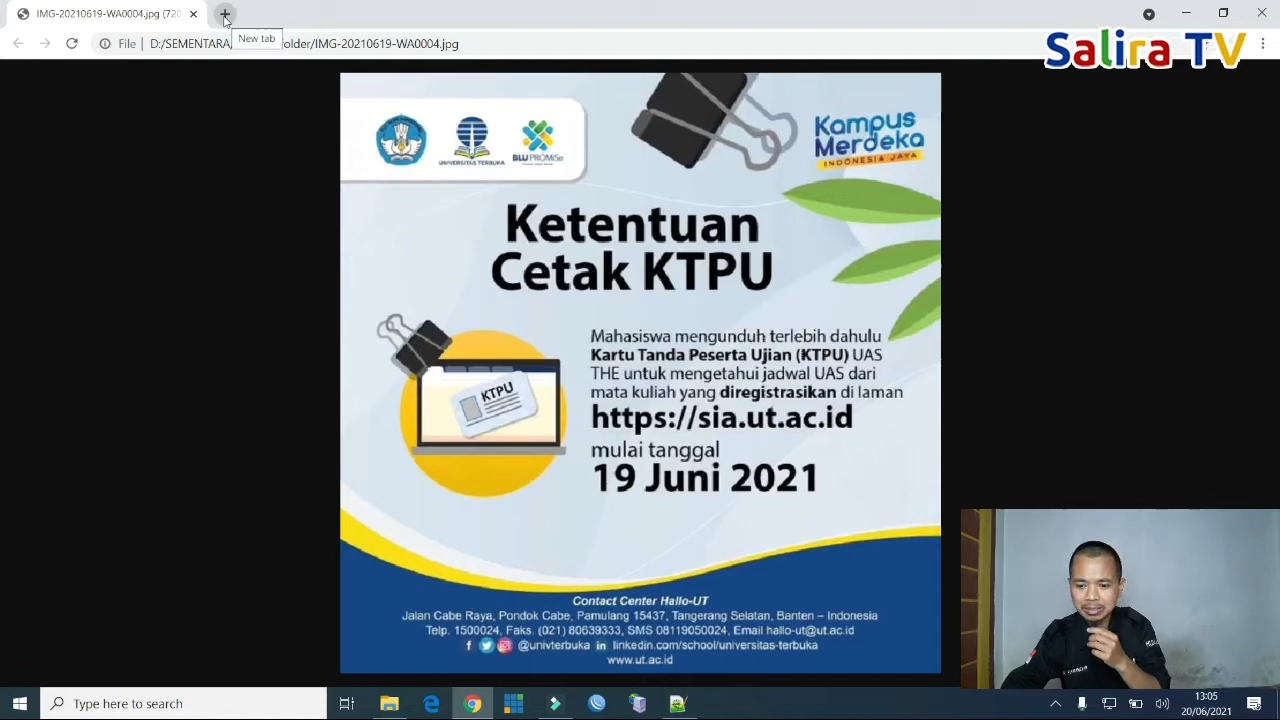 IMG-20210619-WA0004.jpg (720
New tab
File | D:/SEMENTARA/
older/IMG-20210619-WA0004.jpg
Salira TV
UNIVERSITAS TERBUKA
BLU PROMiSe
Kampus
Merdeka
INDONESIA JAYA
Ketentuan
Cetak KTPU
KTPU
Mahasiswa mengunduh terlebih dahulu
Kartu Tanda Peserta Ujian (KTPU) UAS
THE untuk mengetahui jadwal UAS dari
mata kuliah yang diregistrasikan di laman
https://sia.ut.ac.id
mulai tanggal
19 Juni 2021
Contact Center Hallo-UT
Jalan Cabe Raya, Pondok Cabe, Pamulang 15437, Tangerang Selatan, Banten – Indonesia
Telp. 1500024, Faks. (021) 80639333, SMS 08119050024, Email hallo-ut@ut.ac.id
@univterbuka in linkedin.com/school/universitas-terbuka
www.ut.ac.id
Type here to search
13:05
20/06/2021